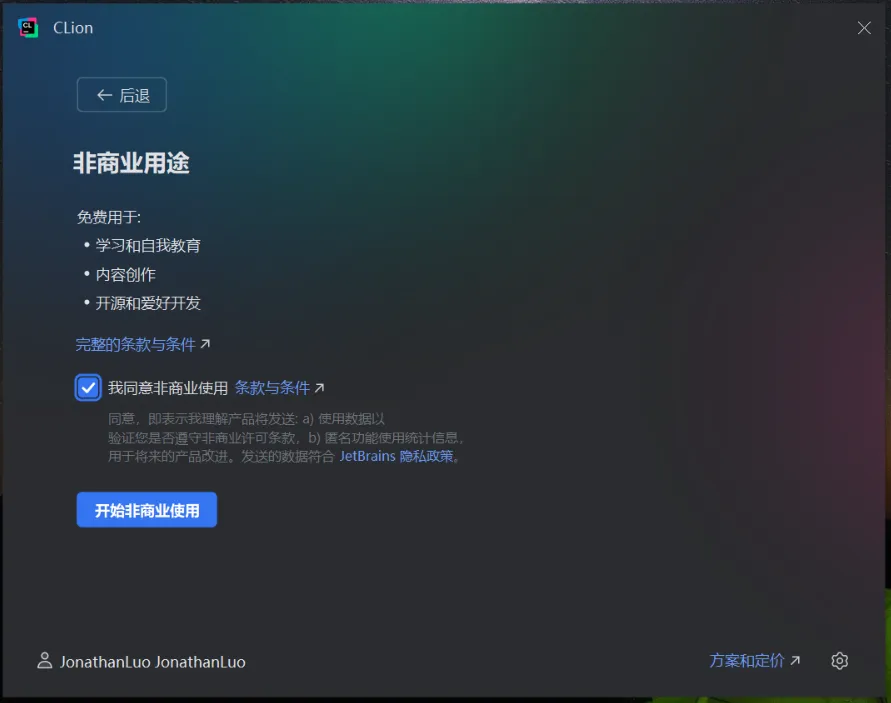 CLion
← 后退
非商业用途
免费用于:
• 学习和自我教育
• 内容创作
• 开源和爱好开发
完整的条款与条件 ↗
我同意非商业使用 条款与条件 ↗
同意，即表示我理解产品将发送: a) 使用数据以
验证您是否遵守非商业许可条款，b) 匿名功能使用统计信息，
用于将来的产品改进。发送的数据符合 JetBrains 隐私政策。
开始非商业使用
JonathanLuo JonathanLuo
方案和定价 ↗